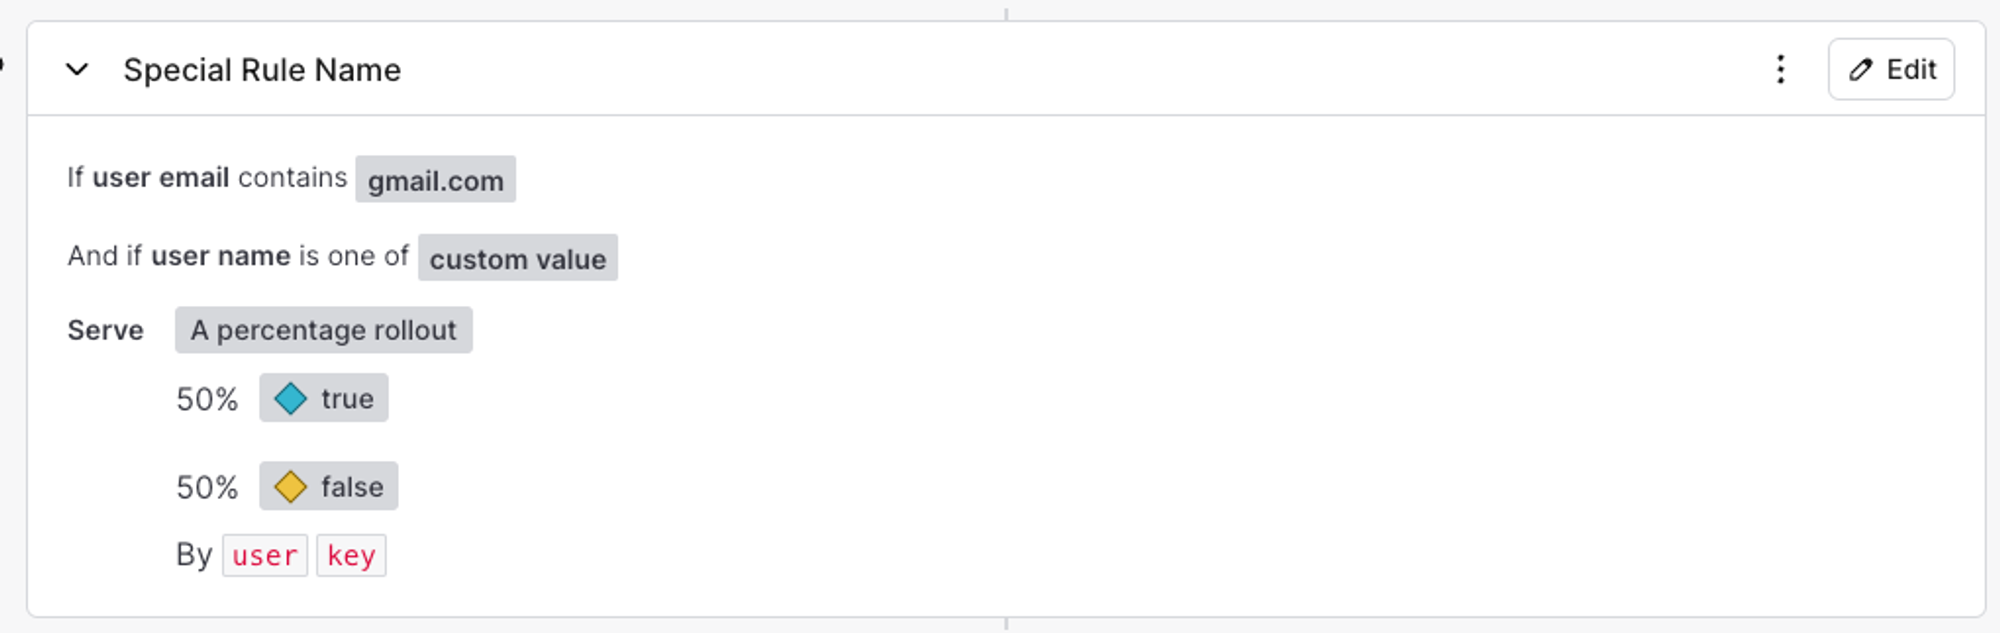 Special Rule Name
Edit
If user email contains gmail.com
And if user name is one of custom value
Serve A percentage rollout
50% true
50% false
By user key